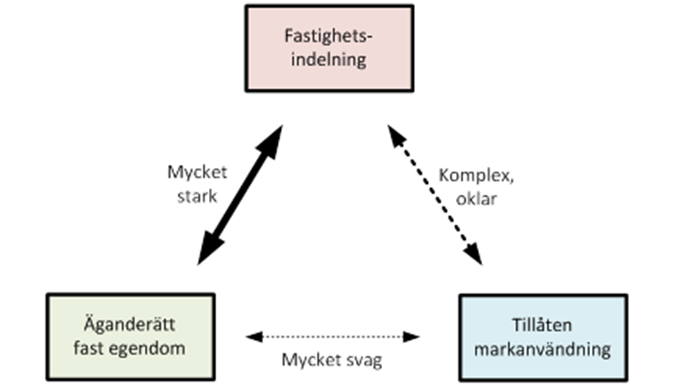 Fastighets-
indelning
Mycket
stark
Komplex,
oklar
Äganderätt
fast egendom
Mycket svag
Tillåten
markanvändning